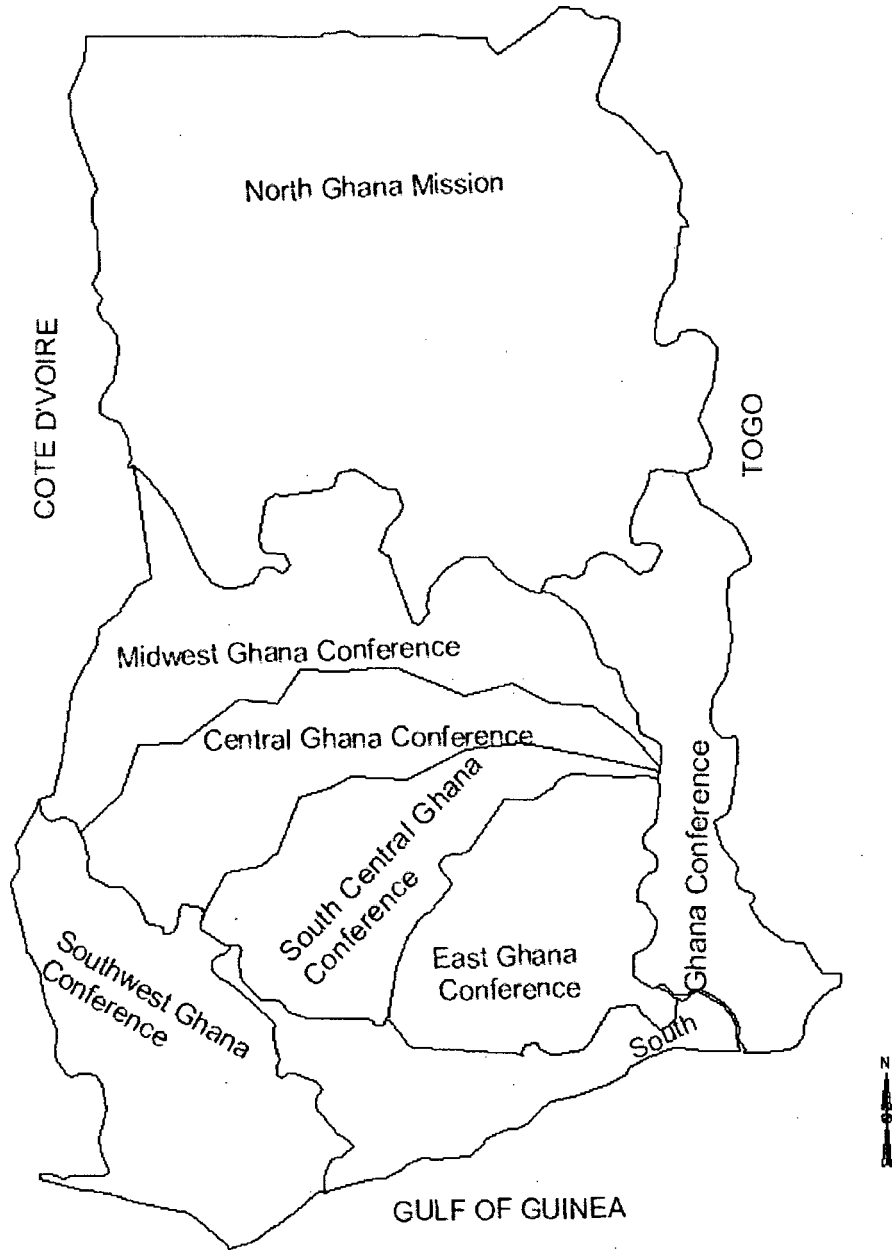 North Ghana Mission
COTE D'VOIRE
TOGO
Midwest Ghana Conference
Central Ghana Conference
South Central Ghana
Conference
Southwest Ghana
Conference
East Ghana
Conference
South
Ghana Conference
GULF OF GUINEA
N